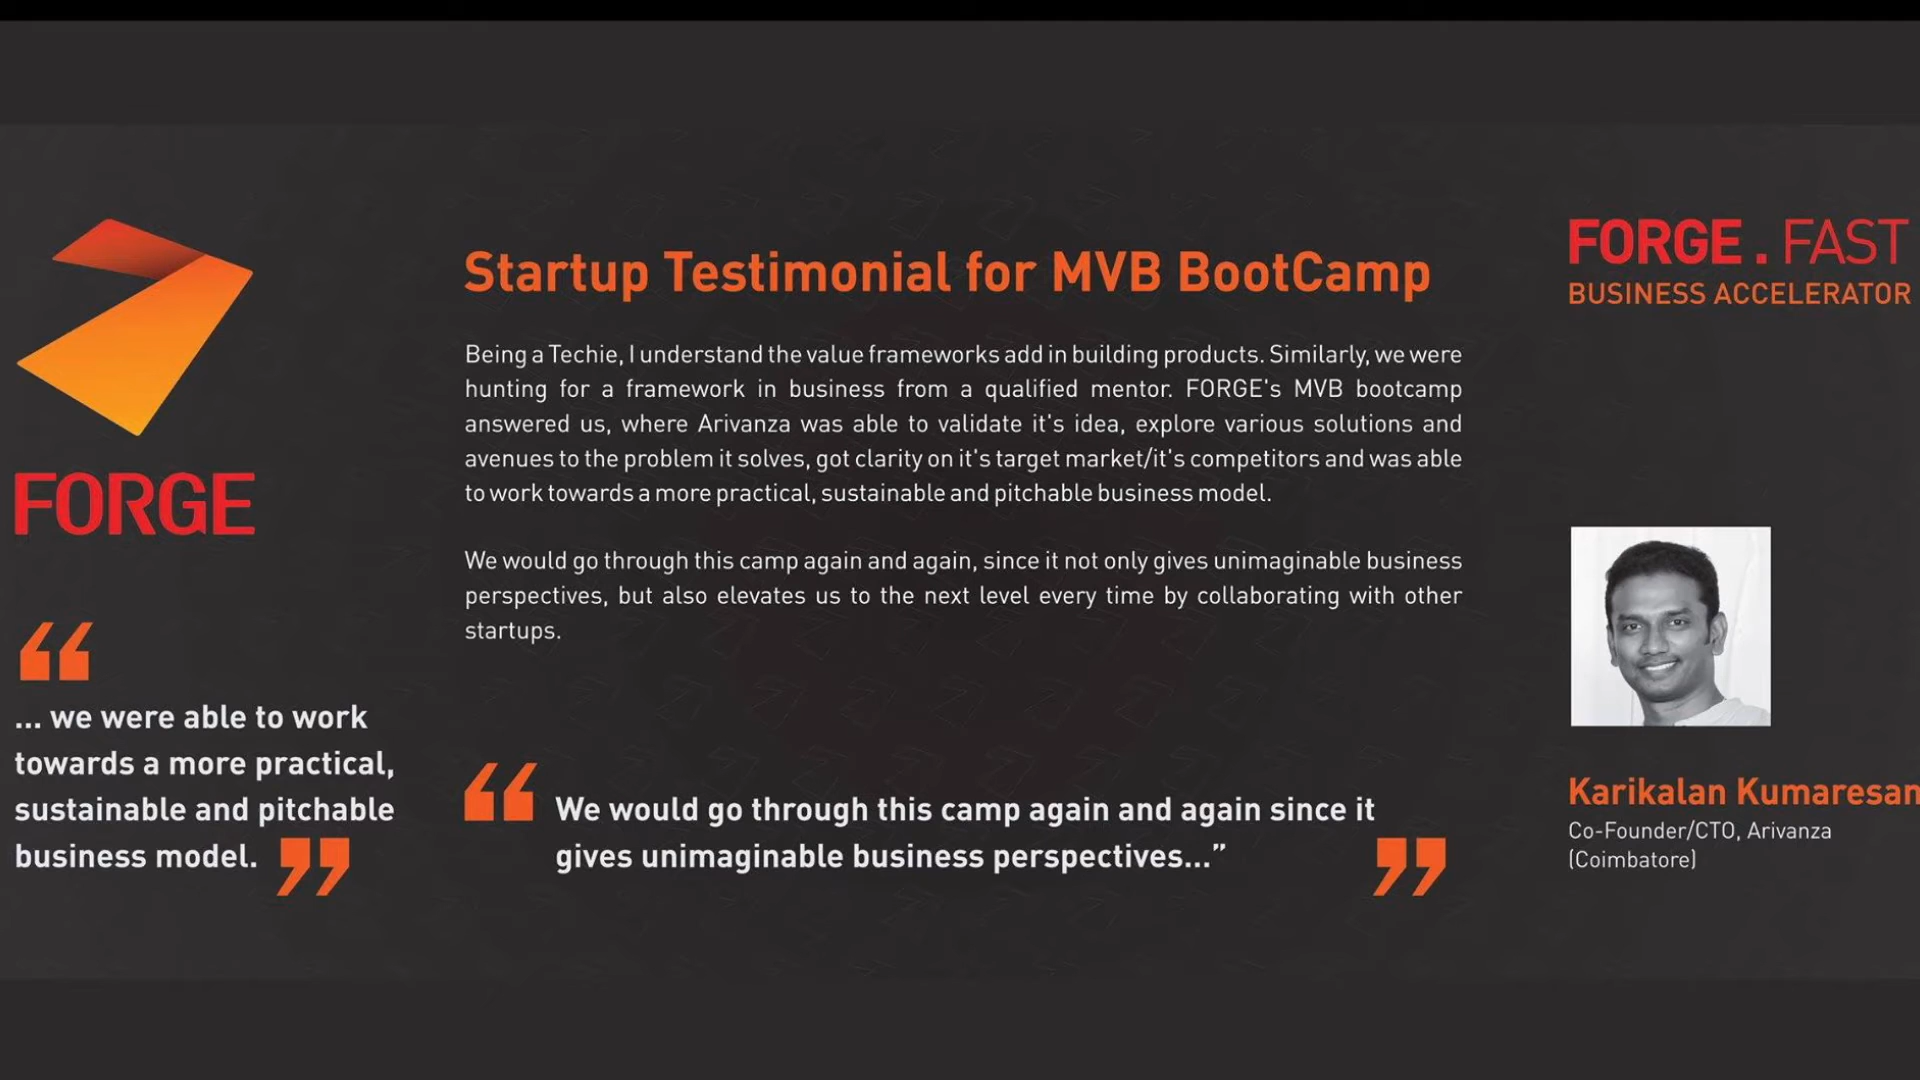 FORGE
“
... we were able to work
towards a more practical,
sustainable and pitchable
business model. ”
Startup Testimonial for MVB BootCamp
Being a Techie, I understand the value frameworks add in building products. Similarly, we were
hunting for a framework in business from a qualified mentor. FORGE's MVB bootcamp
answered us, where Arivanza was able to validate it's idea, explore various solutions and
avenues to the problem it solves, got clarity on it's target market/it's competitors and was able
to work towards a more practical, sustainable and pitchable business model.
We would go through this camp again and again, since it not only gives unimaginable business
perspectives, but also elevates us to the next level every time by collaborating with other
startups.
“ We would go through this camp again and again since it
gives unimaginable business perspectives...” ”
FORGE . FAST
BUSINESS ACCELERATOR
Karikalan Kumaresan
Co-Founder/CTO, Arivanza
(Coimbatore)